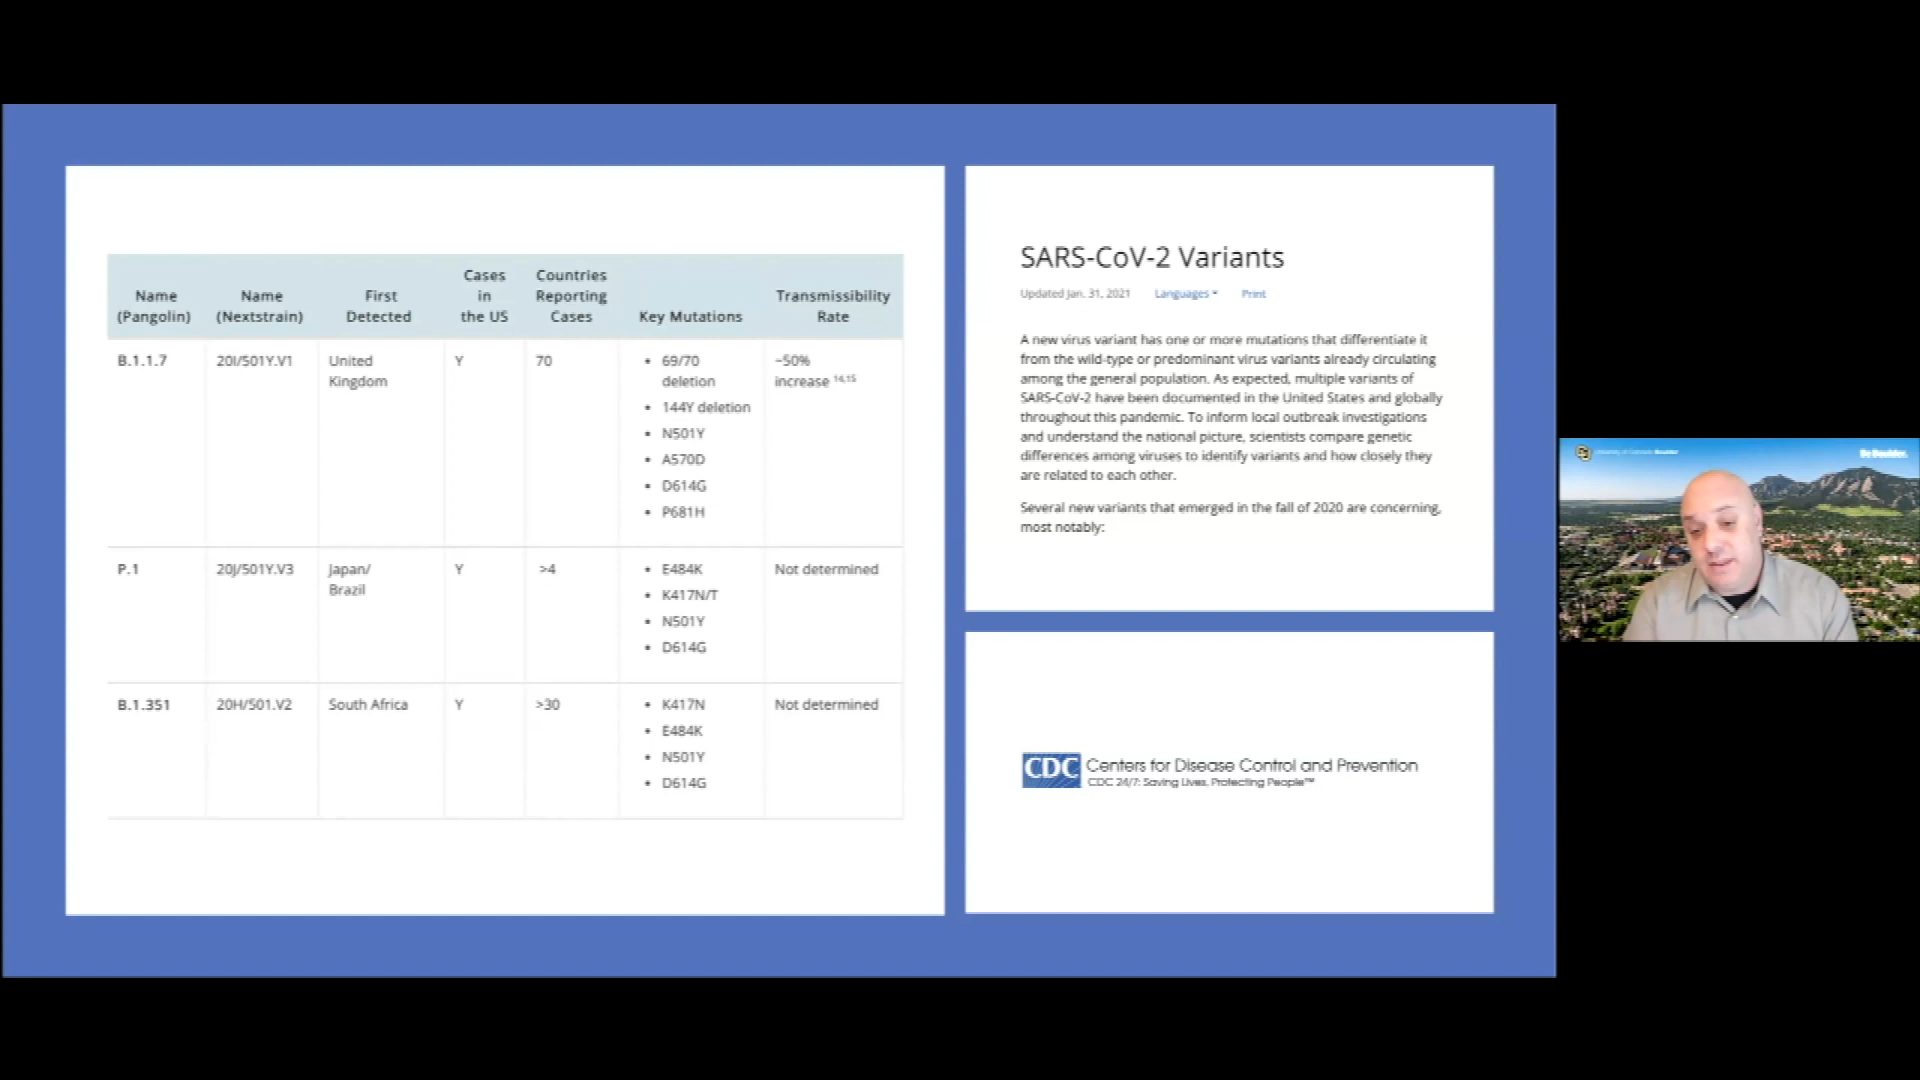 Name (Pangolin)
Name (Nextstrain)
First Detected
Cases in the US
Countries Reporting Cases
Key Mutations
Transmissibility Rate
B.1.1.7
20I/501Y.V1
United Kingdom
Y
70
• 69/70 deletion
• 144Y deletion
• N501Y
• A570D
• D614G
• P681H
~50% increase 14,15
P.1
20J/501Y.V3
Japan/ Brazil
Y
>4
• E484K
• K417N/T
• N501Y
• D614G
Not determined
B.1.351
20H/501.V2
South Africa
Y
>30
• K417N
• E484K
• N501Y
• D614G
Not determined
SARS-CoV-2 Variants
Updated Jan. 31, 2021 Languages Print
A new virus variant has one or more mutations that differentiate it
from the wild-type or predominant virus variants already circulating
among the general population. As expected, multiple variants of
SARS-CoV-2 have been documented in the United States and globally
throughout this pandemic. To inform local outbreak investigations
and understand the national picture, scientists compare genetic
differences among viruses to identify variants and how closely they
are related to each other.
Several new variants that emerged in the fall of 2020 are concerning,
most notably:
CDC Centers for Disease Control and Prevention
CDC 24/7: Saving Lives, Protecting People™
University of Colorado Boulder
Be Boulder.